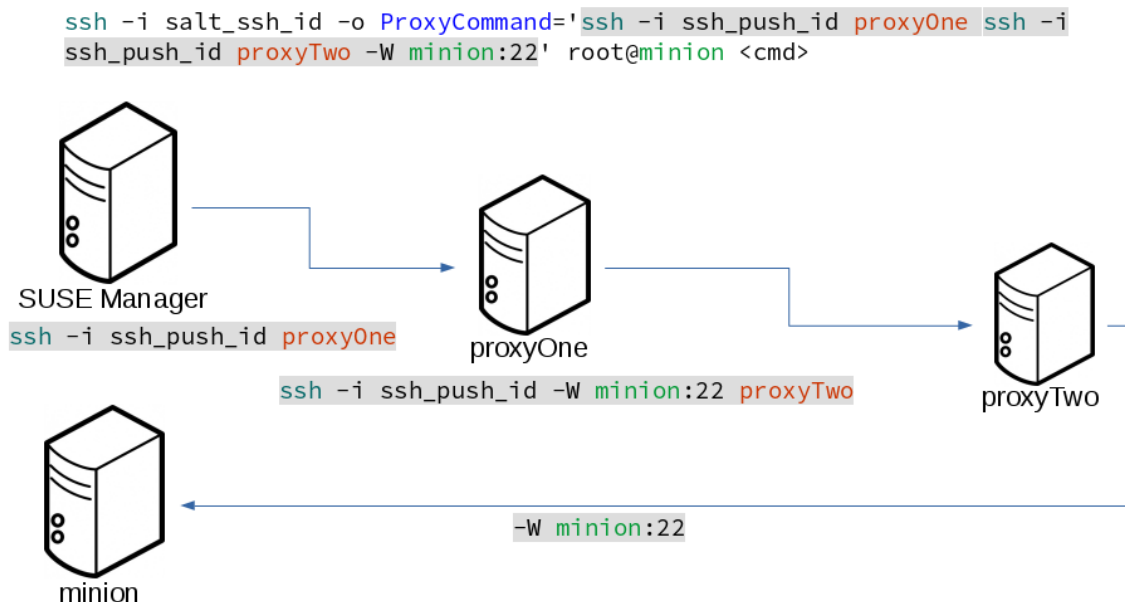 ssh -i salt_ssh_id -o ProxyCommand='ssh -i ssh_push_id proxyOne ssh -i
ssh_push_id proxyTwo -W minion:22' root@minion <cmd>
SUSE Manager
ssh -i ssh_push_id proxyOne
proxyOne
ssh -i ssh_push_id -W minion:22 proxyTwo
proxyTwo
-W minion:22
minion